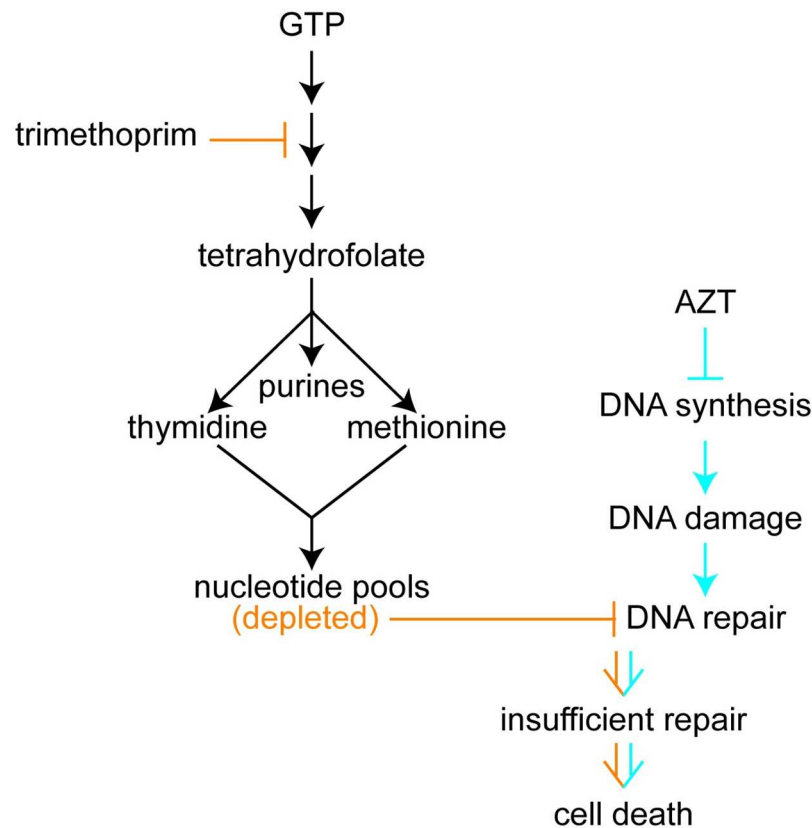 GTP
trimethoprim
tetrahydrofolate
purines
thymidine
methionine
nucleotide pools
(depleted)
AZT
DNA synthesis
DNA damage
DNA repair
insufficient repair
cell death